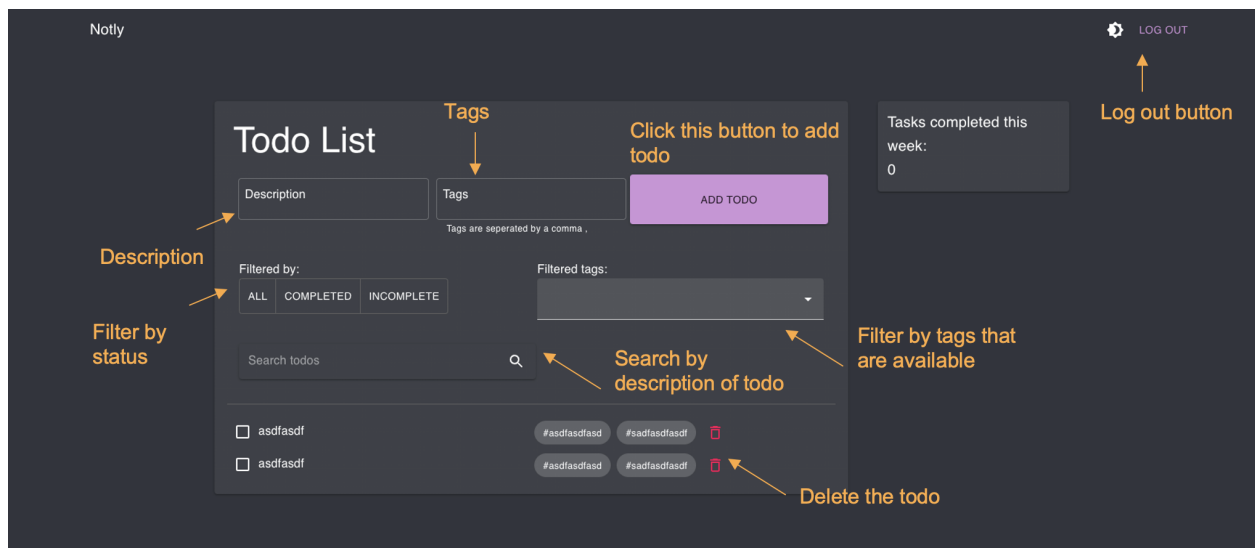 Notly
LOG OUT
Log out button
Tags
Click this button to add
todo
Todo List
Tasks completed this
week:
0
Description
Tags
ADD TODO
Tags are seperated by a comma ,
Description
Filtered by:
Filtered tags:
ALL COMPLETED INCOMPLETE
Filter by
status
Filter by tags that
are available
Search todos
Search by
description of todo
asdfasdf #asdfasdfasd #sadfasdfasdf
asdfasdf #asdfasdfasd #sadfasdfasdf
Delete the todo